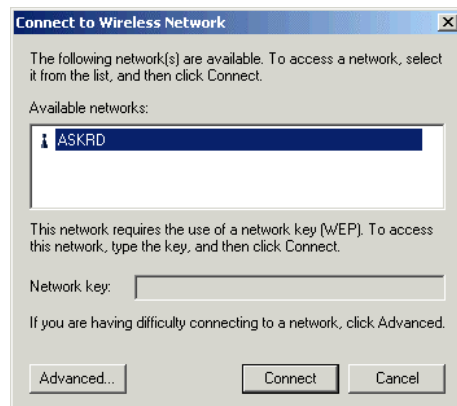 Connect to Wireless Network
The following network(s) are available. To access a network, select
it from the list, and then click Connect.
Available networks:
ASKRD
This network requires the use of a network key (WEP). To access
this network, type the key, and then click Connect.
Network key:
If you are having difficulty connecting to a network, click Advanced.
Advanced...
Connect
Cancel